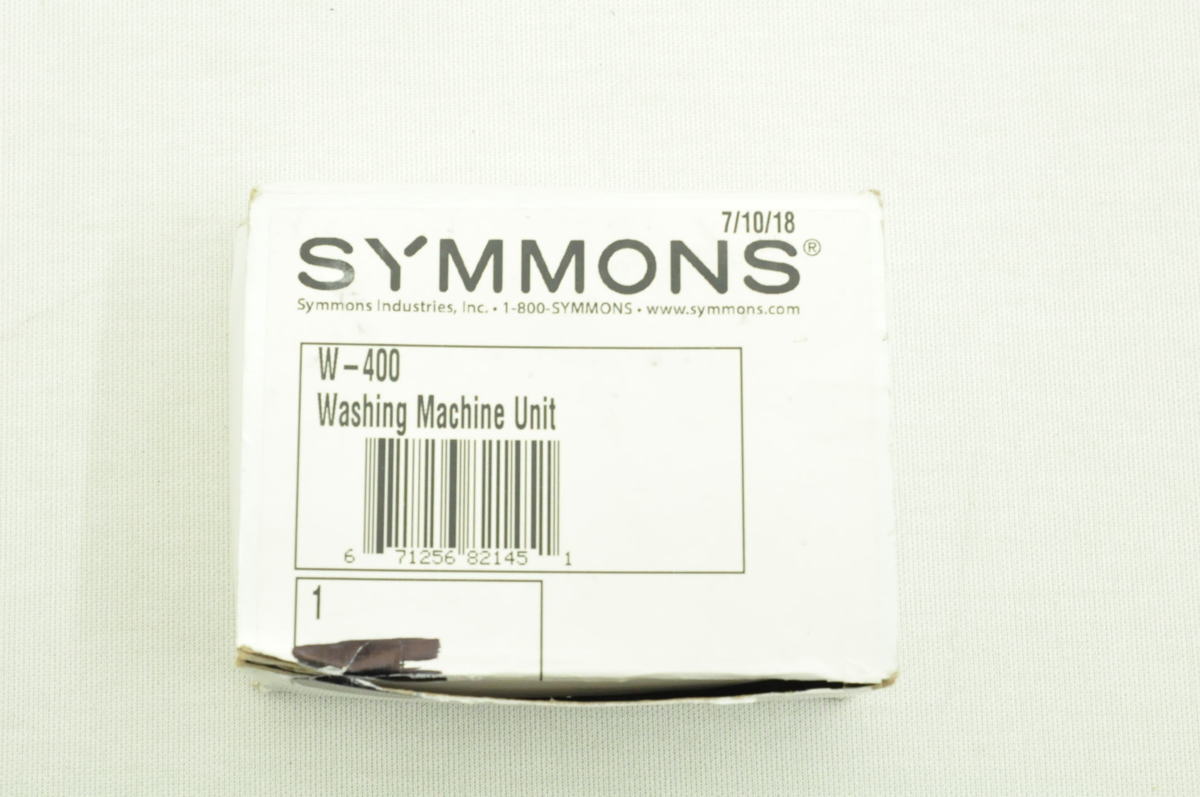 7/10/18
SYMMONS®
Symmons Industries, Inc. • 1-800-SYMMONS • www.symmons.com
W-400
Washing Machine Unit
6 71256 82145 1
1